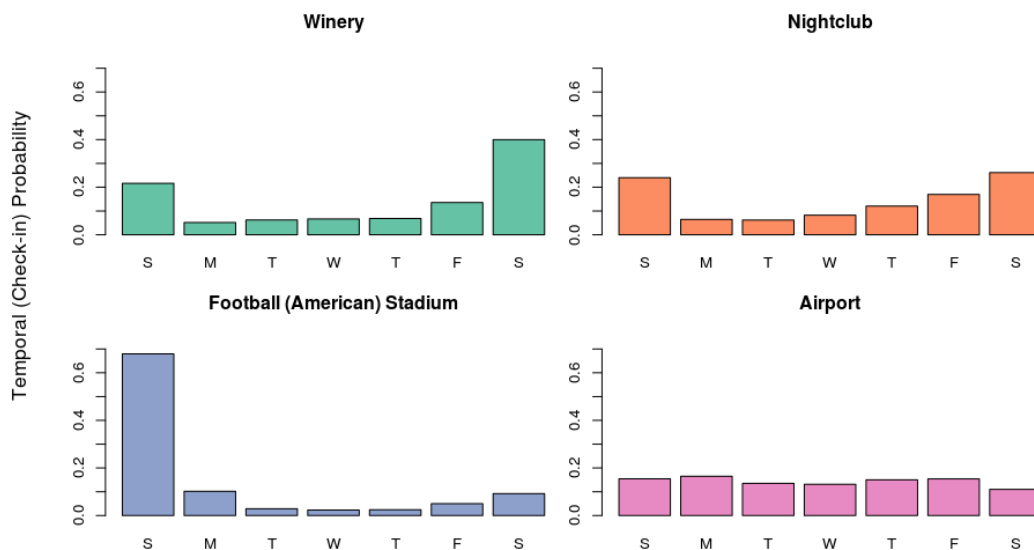 Temporal (Check-in) Probability
Winery
0.6
0.4
0.2
0.0
S M T W T F S
Nightclub
0.6
0.4
0.2
0.0
S M T W T F S
Football (American) Stadium
0.6
0.4
0.2
0.0
S M T W T F S
Airport
0.6
0.4
0.2
0.0
S M T W T F S